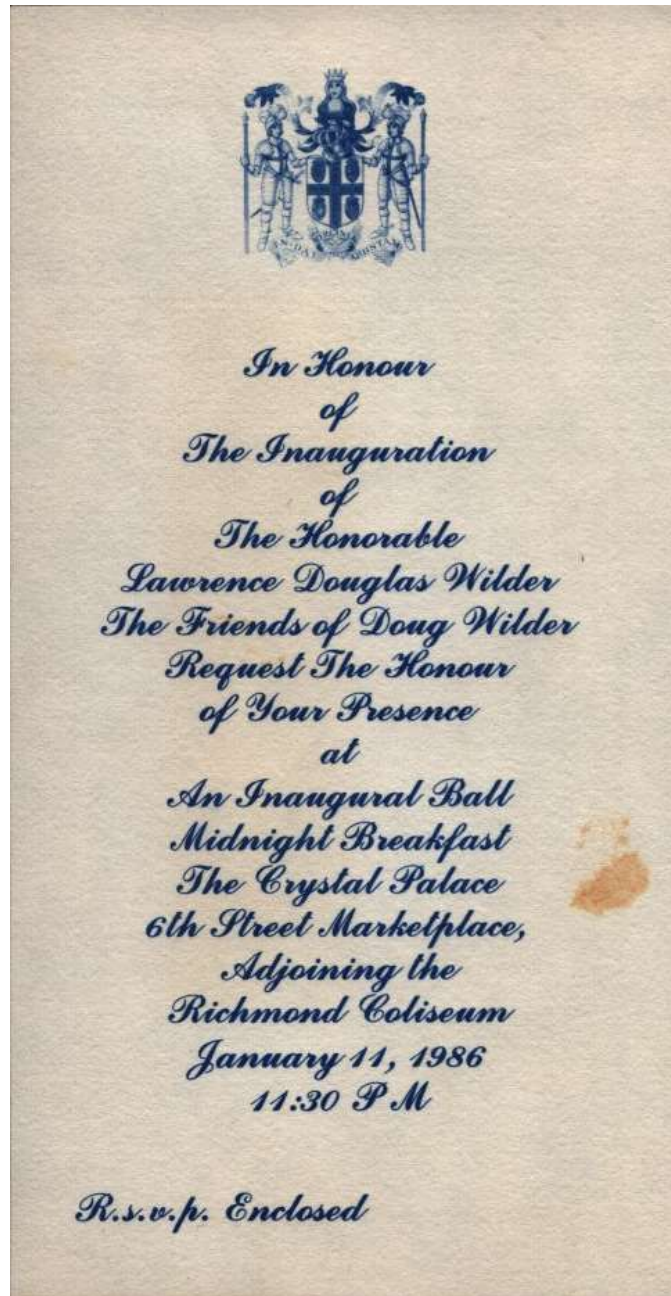 In Honour
of
The Inauguration
of
The Honorable
Lawrence Douglas Wilder
The Friends of Doug Wilder
Request The Honour
of Your Presence
at
An Inaugural Ball
Midnight Breakfast
The Crystal Palace
6th Street Marketplace,
Adjoining the
Richmond Coliseum
January 11, 1986
11:30 P M
R.s.v.p. Enclosed